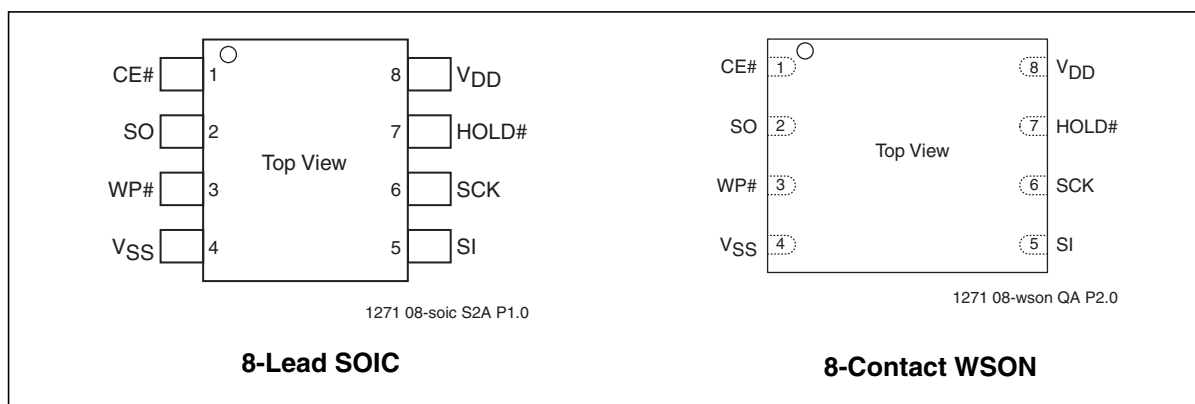 CE# 1 8 VDD
SO 2 7 HOLD#
Top View
WP# 3 6 SCK
VSS 4 5 SI
1271 08-soic S2A P1.0
8-Lead SOIC
CE# 1 8 VDD
SO 2 7 HOLD#
Top View
WP# 3 6 SCK
VSS 4 5 SI
1271 08-wson QA P2.0
8-Contact WSON